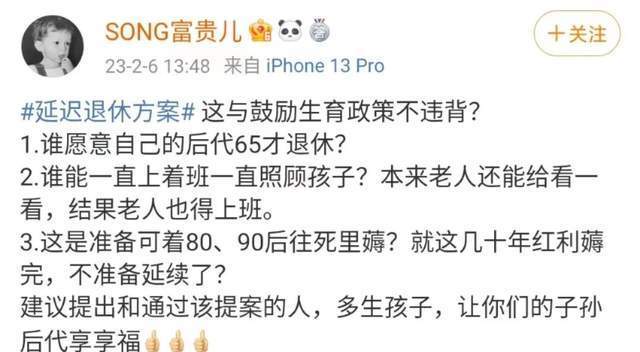 SONG富贵儿
23-2-6 13:48 来自 iPhone 13 Pro
+关注
#延迟退休方案# 这与鼓励生育政策不违背？
1.谁愿意自己的后代65才退休？
2.谁能一直上着班一直照顾孩子？本来老人还能给看一
看，结果老人也得上班。
3.这是准备可着80、90后往死里薅？就这几十年红利薅
完，不准备延续了？
建议提出和通过该提案的人，多生孩子，让你们的子孙
后代享享福👍👍👍